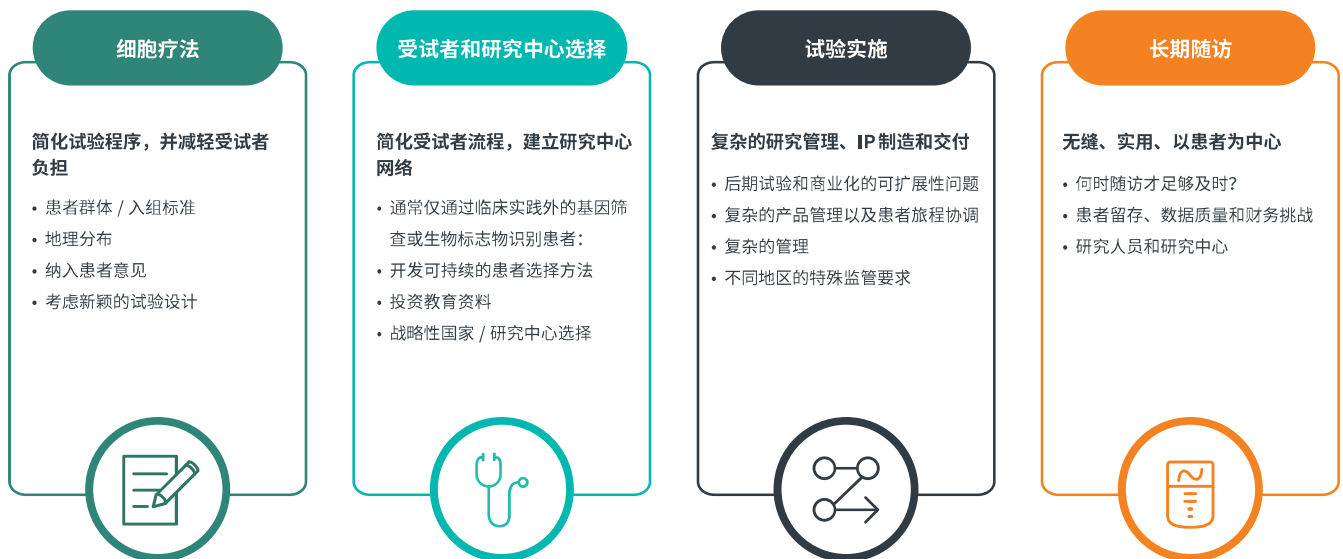 细胞疗法
简化试验程序，并减轻受试者
负担
• 患者群体 / 入组标准
• 地理分布
• 纳入患者意见
• 考虑新颖的试验设计
受试者和研究中心选择
简化受试者流程，建立研究中心
网络
• 通常仅通过临床实践外的基因筛
查或生物标志物识别患者：
• 开发可持续的患者选择方法
• 投资教育资料
• 战略性国家 / 研究中心选择
试验实施
复杂的研究管理、IP 制造和交付
• 后期试验和商业化的可扩展性问题
• 复杂的产品管理以及患者旅程协调
• 复杂的管理
• 不同地区的特殊监管要求
长期随访
无缝、实用、以患者为中心
• 何时随访才足够及时？
• 患者留存、数据质量和财务挑战
• 研究人员和研究中心